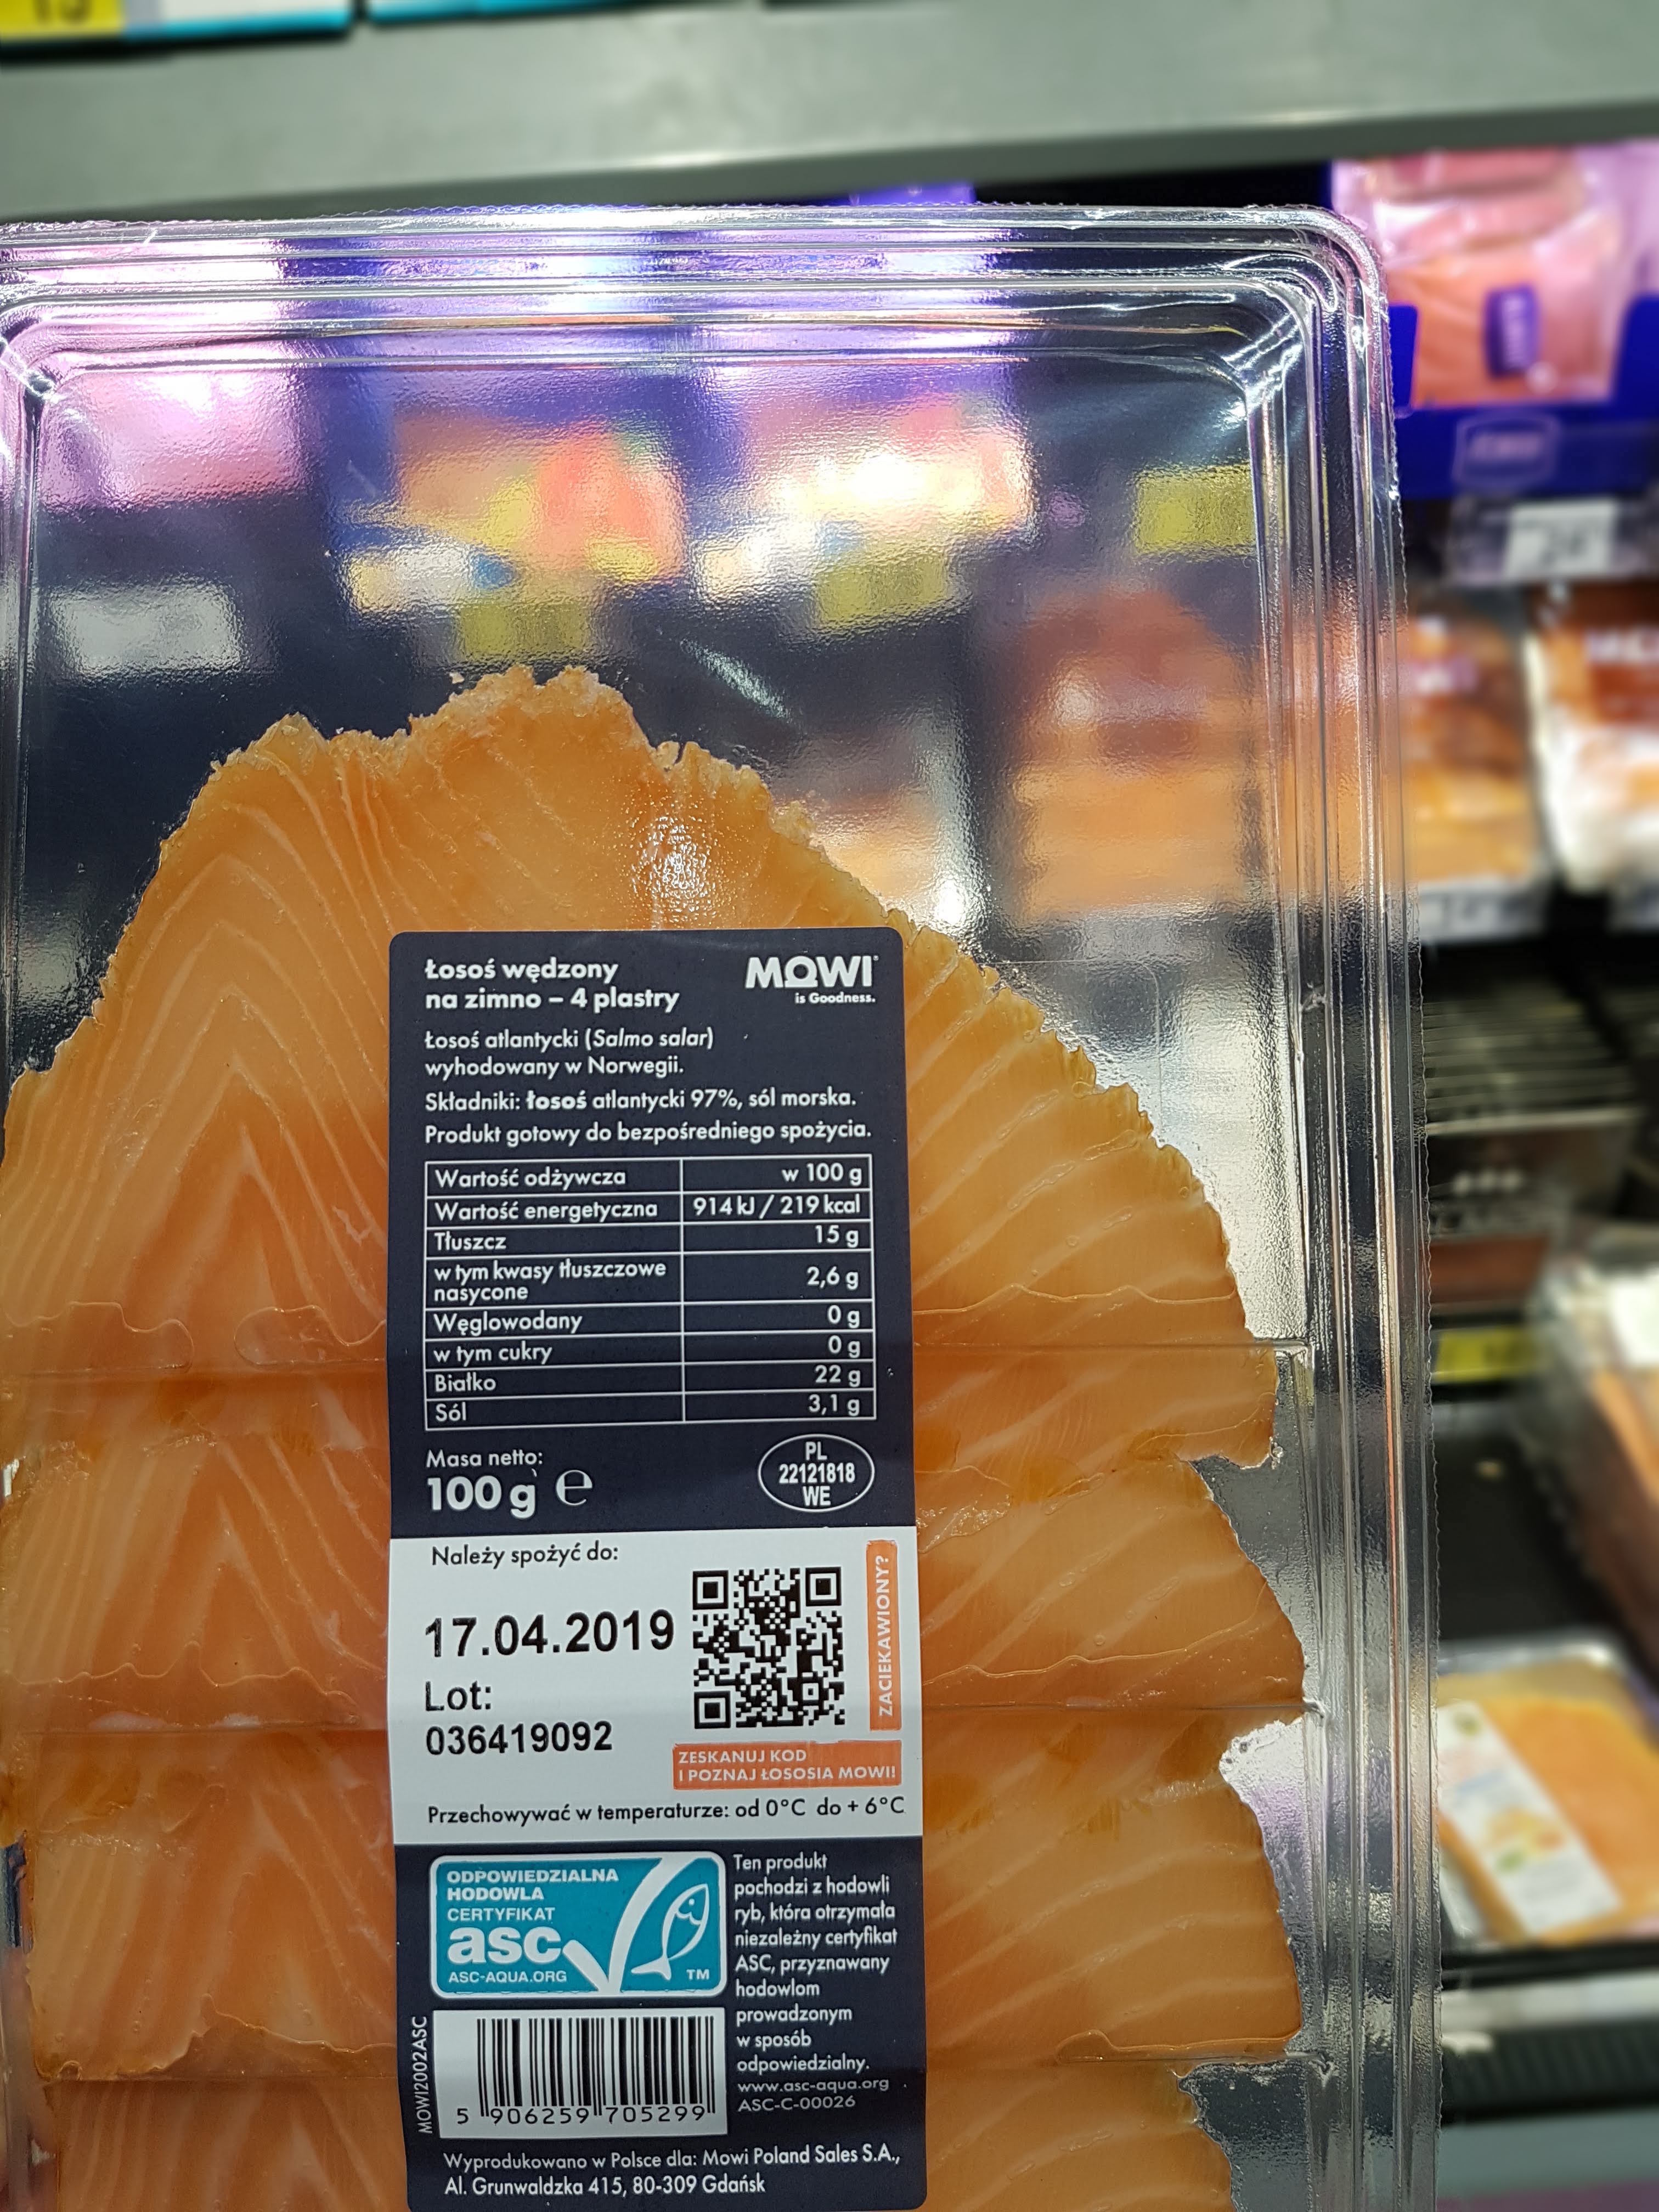 Łosoś wędzony
na zimno – 4 plastry
MOWI®
is Goodness.
Łosoś atlantycki (Salmo salar)
wyhodowany w Norwegii.
Składniki: łosoś atlantycki 97%, sól morska.
Produkt gotowy do bezpośredniego spożycia.
Wartość odżywcza w 100 g
Wartość energetyczna 914 kJ / 219 kcal
Tłuszcz 15 g
w tym kwasy tłuszczowe
nasycone 2,6 g
Węglowodany 0 g
w tym cukry 0 g
Białko 22 g
Sól 3,1 g
Masa netto:
100 g ℮
PL
22121818
WE
Należy spożyć do:
17.04.2019
Lot:
036419092
ZACIEKAWIONY?
ZESKANUJ KOD
I POZNAJ ŁOSOSIA MOWI!
Przechowywać w temperaturze: od 0°C do + 6°C
ODPOWIEDZIALNA
HODOWLA
CERTYFIKAT
asc
ASC-AQUA.ORG
TM
Ten produkt
pochodzi z hodowli
ryb, która otrzymała
niezależny certyfikat
ASC, przyznawany
hodowlom
prowadzonym
w sposób
odpowiedzialny.
www.asc-aqua.org
ASC-C-00026
MOWI2002ASC
5 906259 705299
Wyprodukowano w Polsce dla: Mowi Poland Sales S.A.,
Al. Grunwaldzka 415, 80-309 Gdańsk